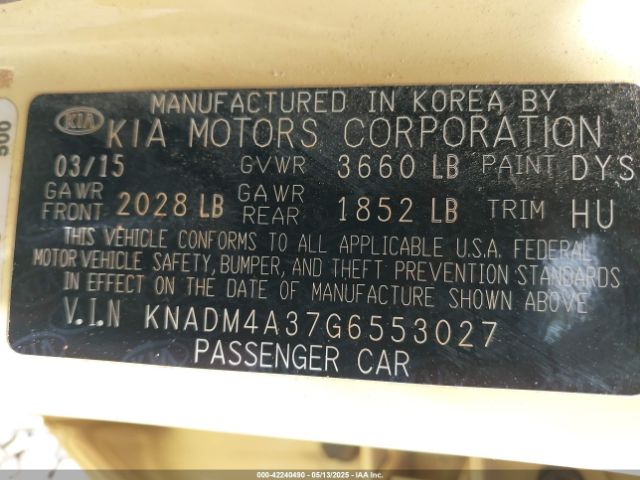 MANUFACTURED IN KOREA BY
KIA KIA MOTORS CORPORATION
03/15 GVWR 3660 LB PAINT DYS
GAWR FRONT 2028 LB GAWR REAR 1852 LB TRIM HU
THIS VEHICLE CONFORMS TO ALL APPLICABLE U.S.A. FEDERAL
MOTOR VEHICLE SAFETY, BUMPER, AND THEFT PREVENTION STANDARDS
IN EFFECT ON THE DATE OF MANUFACTURE SHOWN ABOVE
V.I.N KNADM4A37G6553027
PASSENGER CAR
000-42240490 - 05/13/2025 - IAA Inc.